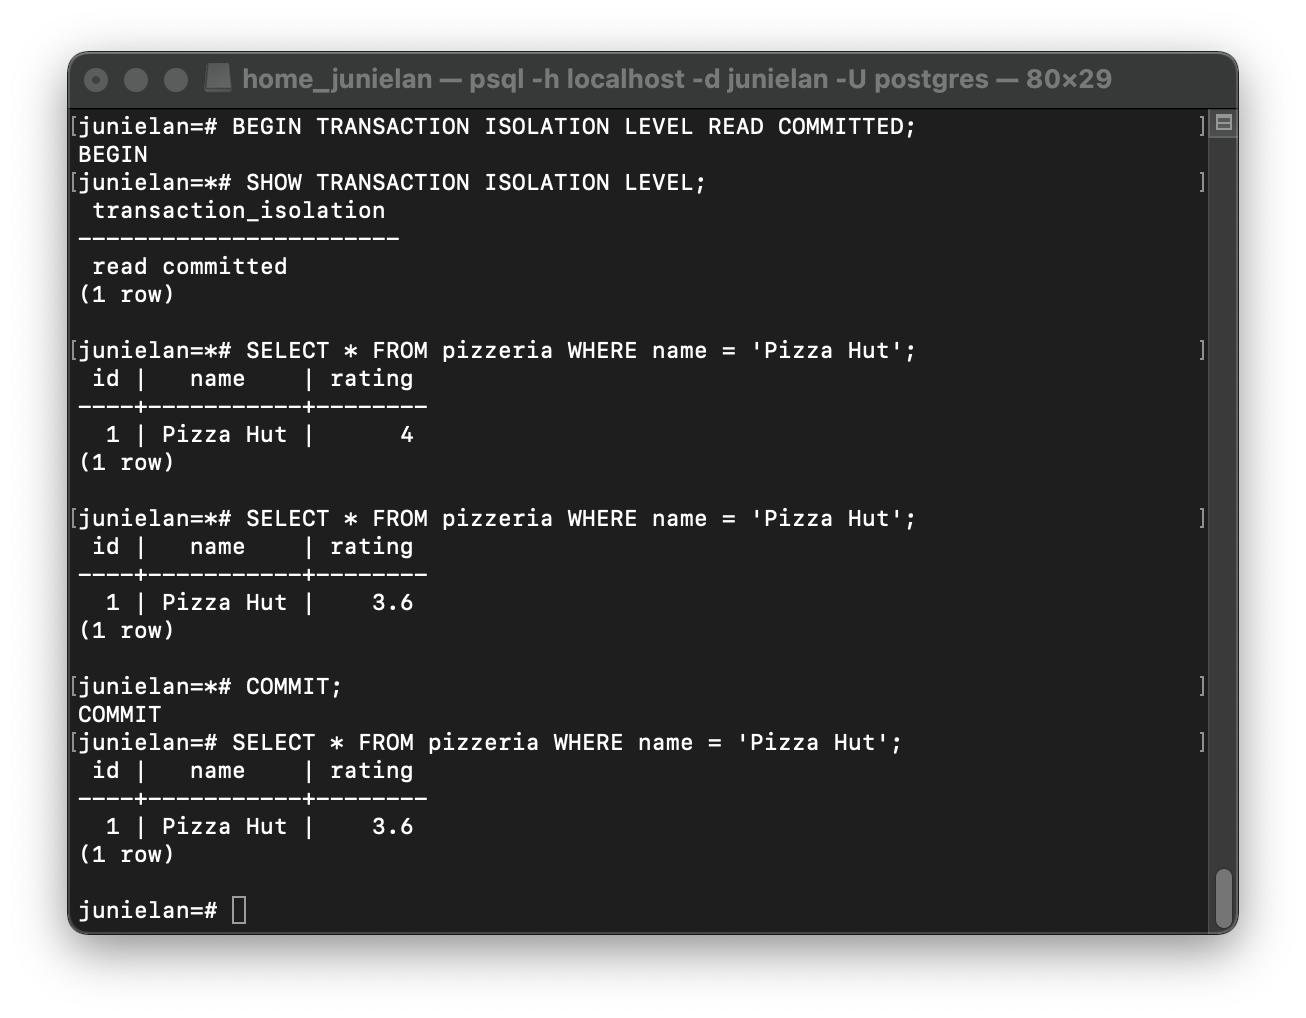 home_junielan — psql -h localhost -d junielan -U postgres — 80×29
[junielan=# BEGIN TRANSACTION ISOLATION LEVEL READ COMMITTED; ]
BEGIN
[junielan=*# SHOW TRANSACTION ISOLATION LEVEL; ]
 transaction_isolation
-----------------------
 read committed
(1 row)

[junielan=*# SELECT * FROM pizzeria WHERE name = 'Pizza Hut'; ]
 id |   name    | rating
----+-----------+--------
  1 | Pizza Hut |      4
(1 row)

[junielan=*# SELECT * FROM pizzeria WHERE name = 'Pizza Hut'; ]
 id |   name    | rating
----+-----------+--------
  1 | Pizza Hut |    3.6
(1 row)

[junielan=*# COMMIT; ]
COMMIT
[junielan=# SELECT * FROM pizzeria WHERE name = 'Pizza Hut'; ]
 id |   name    | rating
----+-----------+--------
  1 | Pizza Hut |    3.6
(1 row)

junielan=#